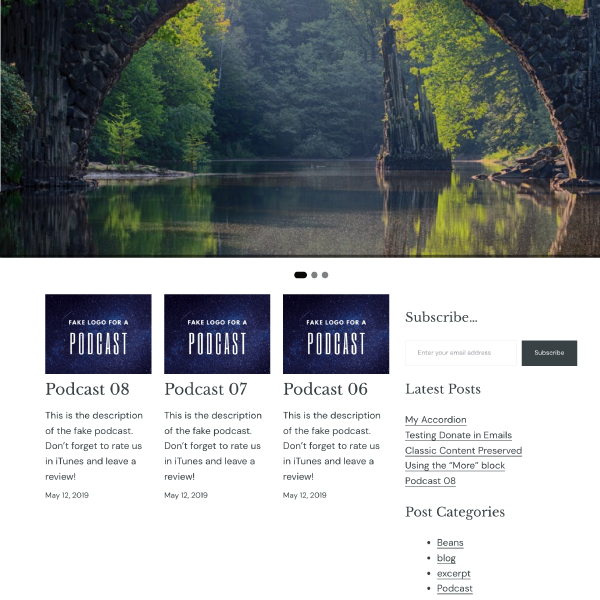 FAKE LOGO FOR A
PODCAST
Podcast 08
This is the description
of the fake podcast.
Don't forget to rate us
in iTunes and leave a
review!
May 12, 2019
FAKE LOGO FOR A
PODCAST
Podcast 07
This is the description
of the fake podcast.
Don't forget to rate us
in iTunes and leave a
review!
May 12, 2019
FAKE LOGO FOR A
PODCAST
Podcast 06
This is the description
of the fake podcast.
Don't forget to rate us
in iTunes and leave a
review!
May 12, 2019
Subscribe…
Enter your email address
Subscribe
Latest Posts
My Accordion
Testing Donate in Emails
Classic Content Preserved
Using the “More” block
Podcast 08
Post Categories
• Beans
• blog
• excerpt
• Podcast